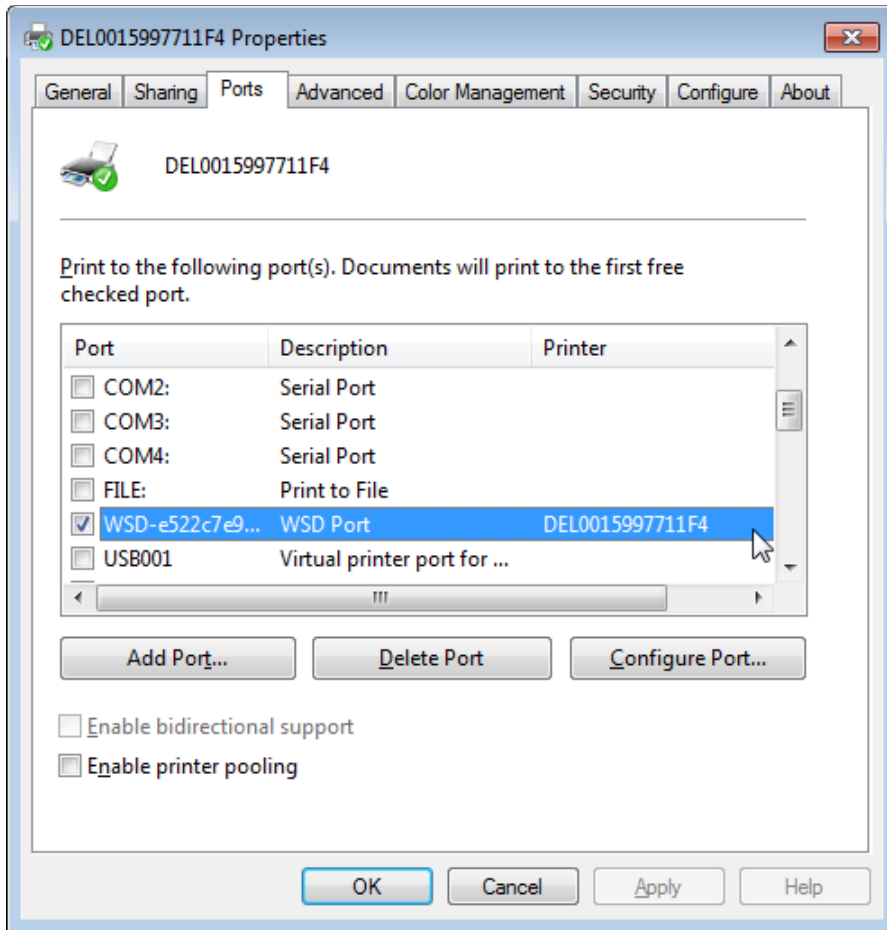 DEL0015997711F4 Properties
General Sharing Ports Advanced Color Management Security Configure About
DEL0015997711F4
Print to the following port(s). Documents will print to the first free
checked port.
Port Description Printer
COM2: Serial Port
COM3: Serial Port
COM4: Serial Port
FILE: Print to File
WSD-e522c7e9... WSD Port DEL0015997711F4
USB001 Virtual printer port for ...
Add Port... Delete Port Configure Port...
Enable bidirectional support
Enable printer pooling
OK Cancel Apply Help